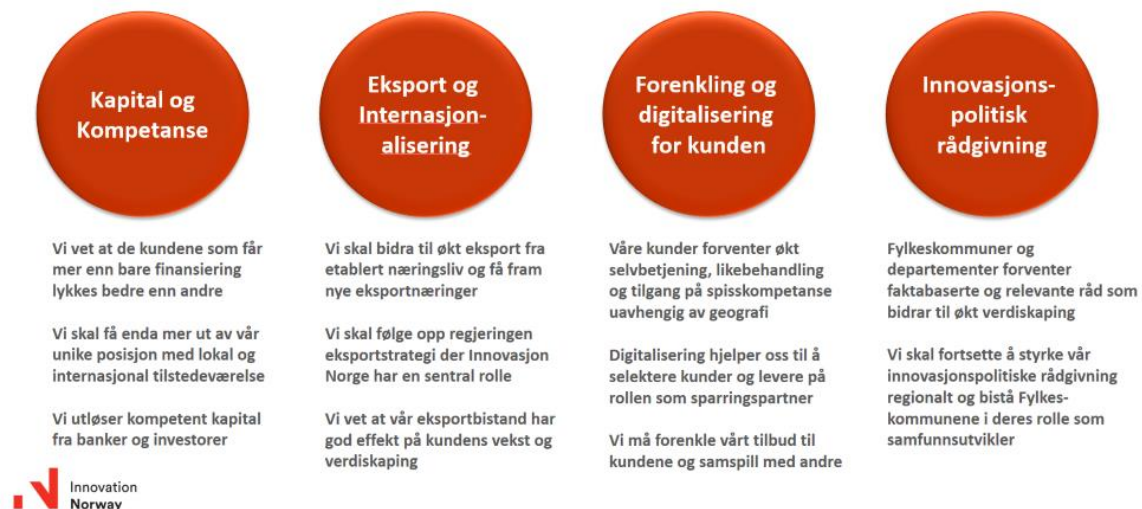 Kapital og
Kompetanse
Vi vet at de kundene som får
mer enn bare finansiering
lykkes bedre enn andre
Vi skal få enda mer ut av vår
unike posisjon med lokal og
internasjonal tilstedeværelse
Vi utløser kompetent kapital
fra banker og investorer
Eksport og
Internasjon-
alisering
Vi skal bidra til økt eksport fra
etablert næringsliv og få fram
nye eksportnæringer
Vi skal følge opp regjeringen
eksportstrategi der Innovasjon
Norge har en sentral rolle
Vi vet at vår eksportbistand har
god effekt på kundens vekst og
verdiskaping
Forenkling og
digitalisering
for kunden
Våre kunder forventer økt
selvbetjening, likebehandling
og tilgang på spisskompetanse
uavhengig av geografi
Digitalisering hjelper oss til å
selektere kunder og levere på
rollen som sparringspartner
Vi må forenkle vårt tilbud til
kundene og samspill med andre
Innovasjons-
politisk
rådgivning
Fylkeskommuner og
departementer forventer
faktabaserte og relevante råd som
bidrar til økt verdiskaping
Vi skal fortsette å styrke vår
innovasjonspolitiske rådgivning
regionalt og bistå Fylkes-
kommunene i deres rolle som
samfunnsutvikler
Innovation
Norway